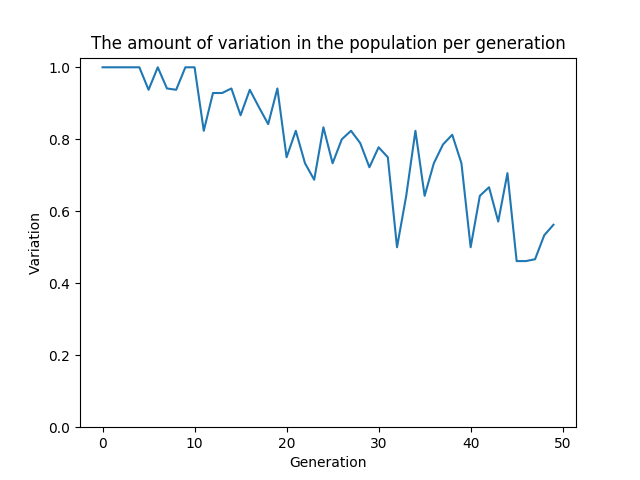 The amount of variation in the population per generation
1.0
0.8
0.6
0.4
0.2
0.0
Variation
0 10 20 30 40 50
Generation